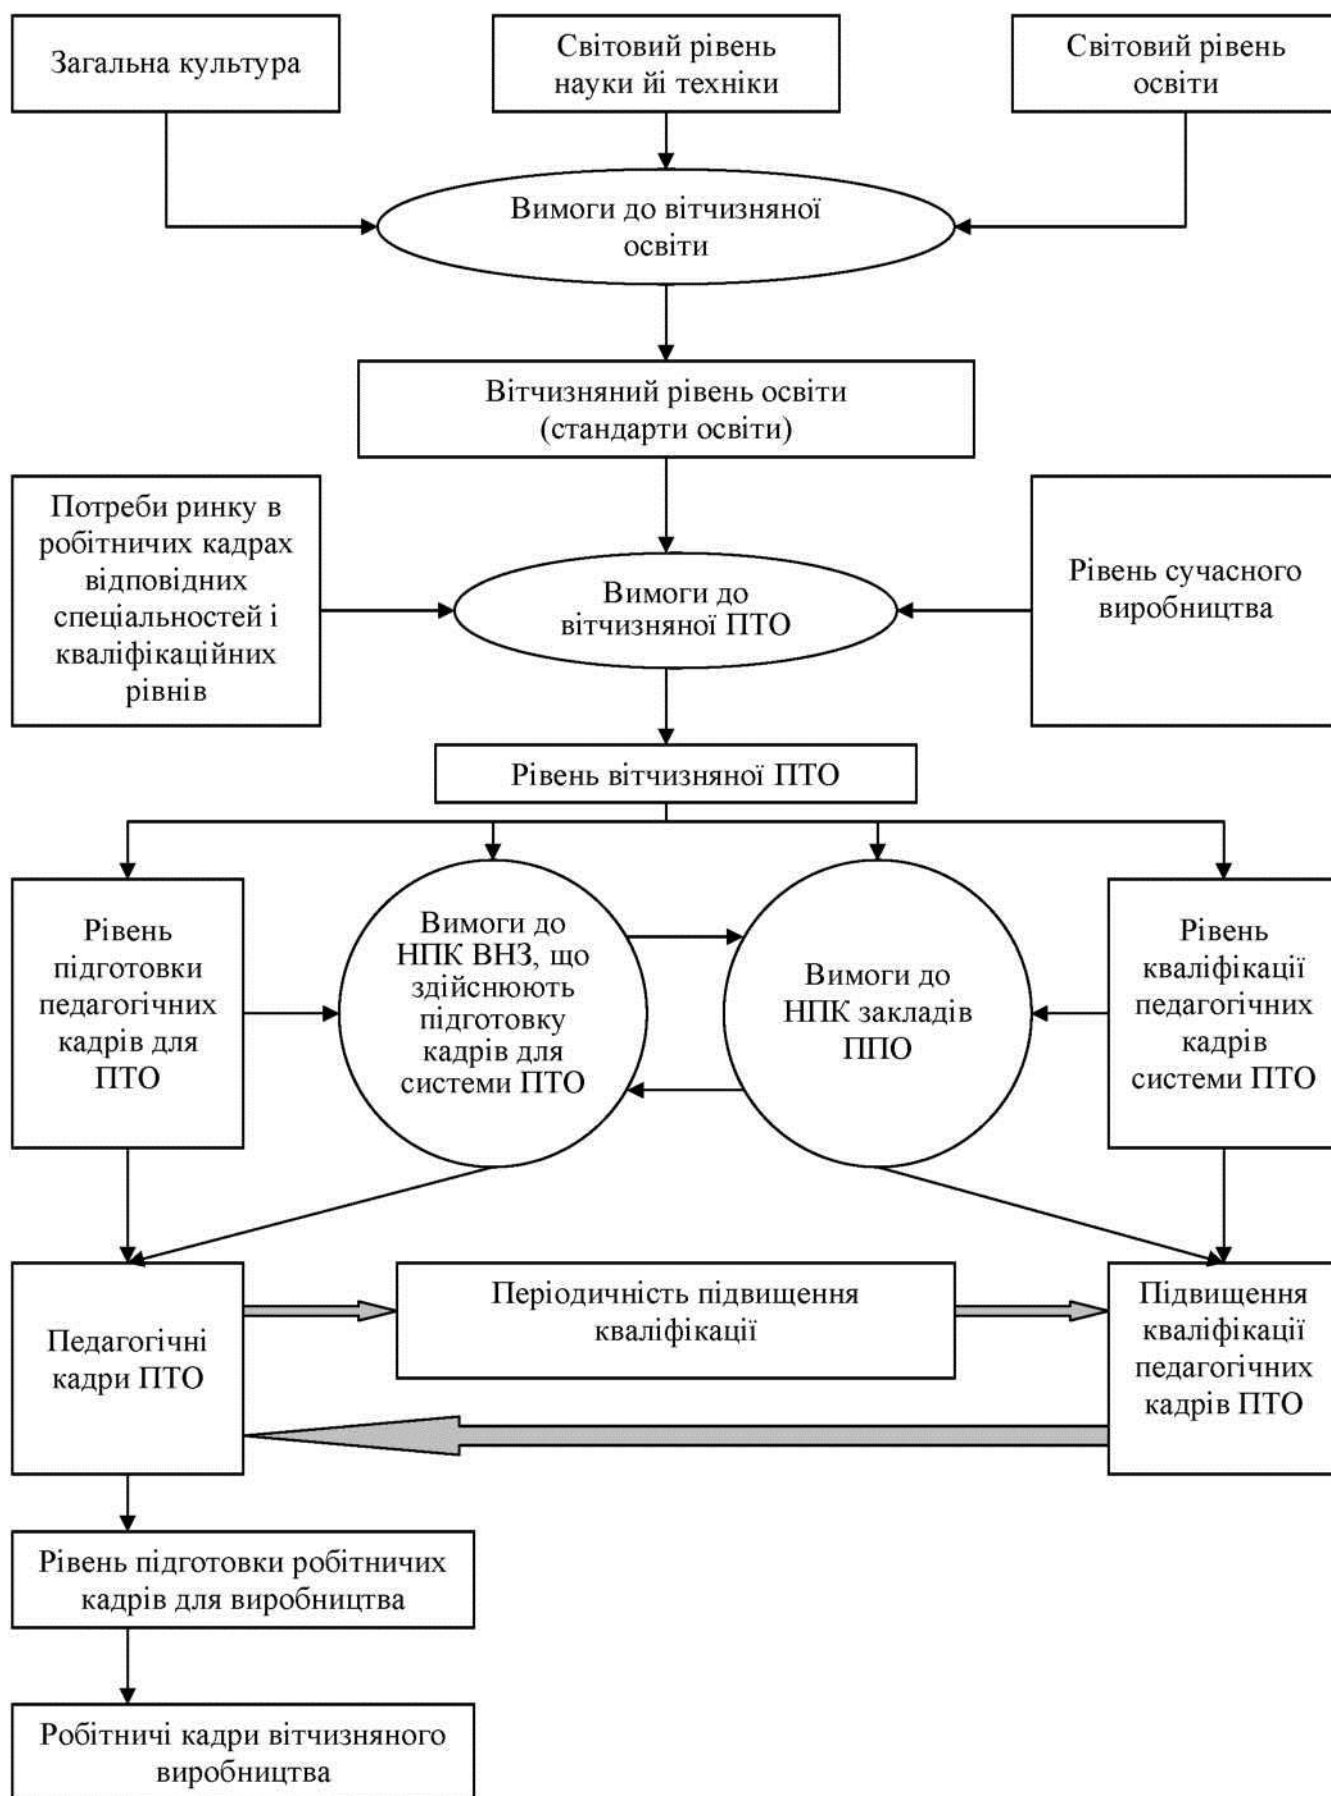 Загальна культура
Світовий рівень
науки йі техніки
Світовий рівень
освіти
Вимоги до вітчизняної
освіти
Вітчизняний рівень освіти
(стандарти освіти)
Потреби ринку в
робітничих кадрах
відповідних
спеціальностей і
кваліфікаційних
рівнів
Вимоги до
вітчизняної ПТО
Рівень сучасного
виробництва
Рівень вітчизняної ПТО
Рівень
підготовки
педагогічних
кадрів для
ПТО
Вимоги до
НПК ВНЗ, що
здійснюють
підготовку
кадрів для
системи ПТО
Вимоги до
НПК закладів
ППО
Рівень
кваліфікації
педагогічних
кадрів
системи ПТО
Педагогічні
кадри ПТО
Періодичність підвищення
кваліфікації
Підвищення
кваліфікації
педагогічних
кадрів ПТО
Рівень підготовки робітничих
кадрів для виробництва
Робітничі кадри вітчизняного
виробництва